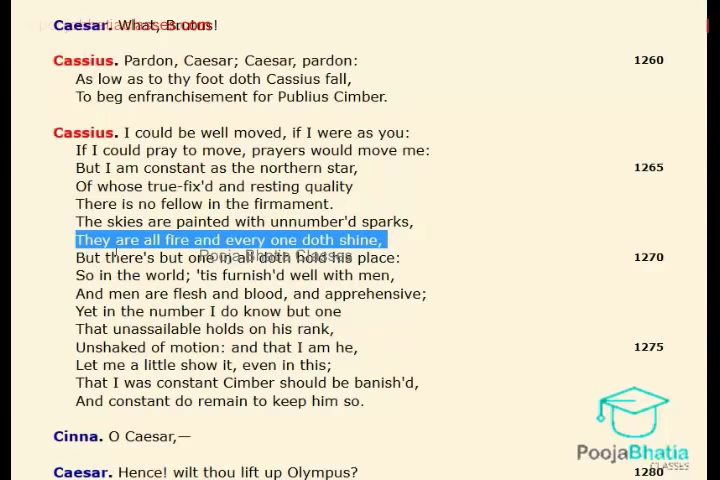 Caesar. What, Brutus!
Cassius. Pardon, Caesar; Caesar, pardon: 1260
As low as to thy foot doth Cassius fall,
To beg enfranchisement for Publius Cimber.
Cassius. I could be well moved, if I were as you:
If I could pray to move, prayers would move me:
But I am constant as the northern star, 1265
Of whose true-fix'd and resting quality
There is no fellow in the firmament.
The skies are painted with unnumber'd sparks,
They are all fire and every one doth shine,
But there's but one in all doth hold his place: 1270
Pooja Bhatia Classes
So in the world; 'tis furnish'd well with men,
And men are flesh and blood, and apprehensive;
Yet in the number I do know but one
That unassailable holds on his rank,
Unshaked of motion: and that I am he, 1275
Let me a little show it, even in this;
That I was constant Cimber should be banish'd,
And constant do remain to keep him so.
Cinna. O Caesar,—
PoojaBhatia
CLASSES
Caesar. Hence! wilt thou lift up Olympus? 1280